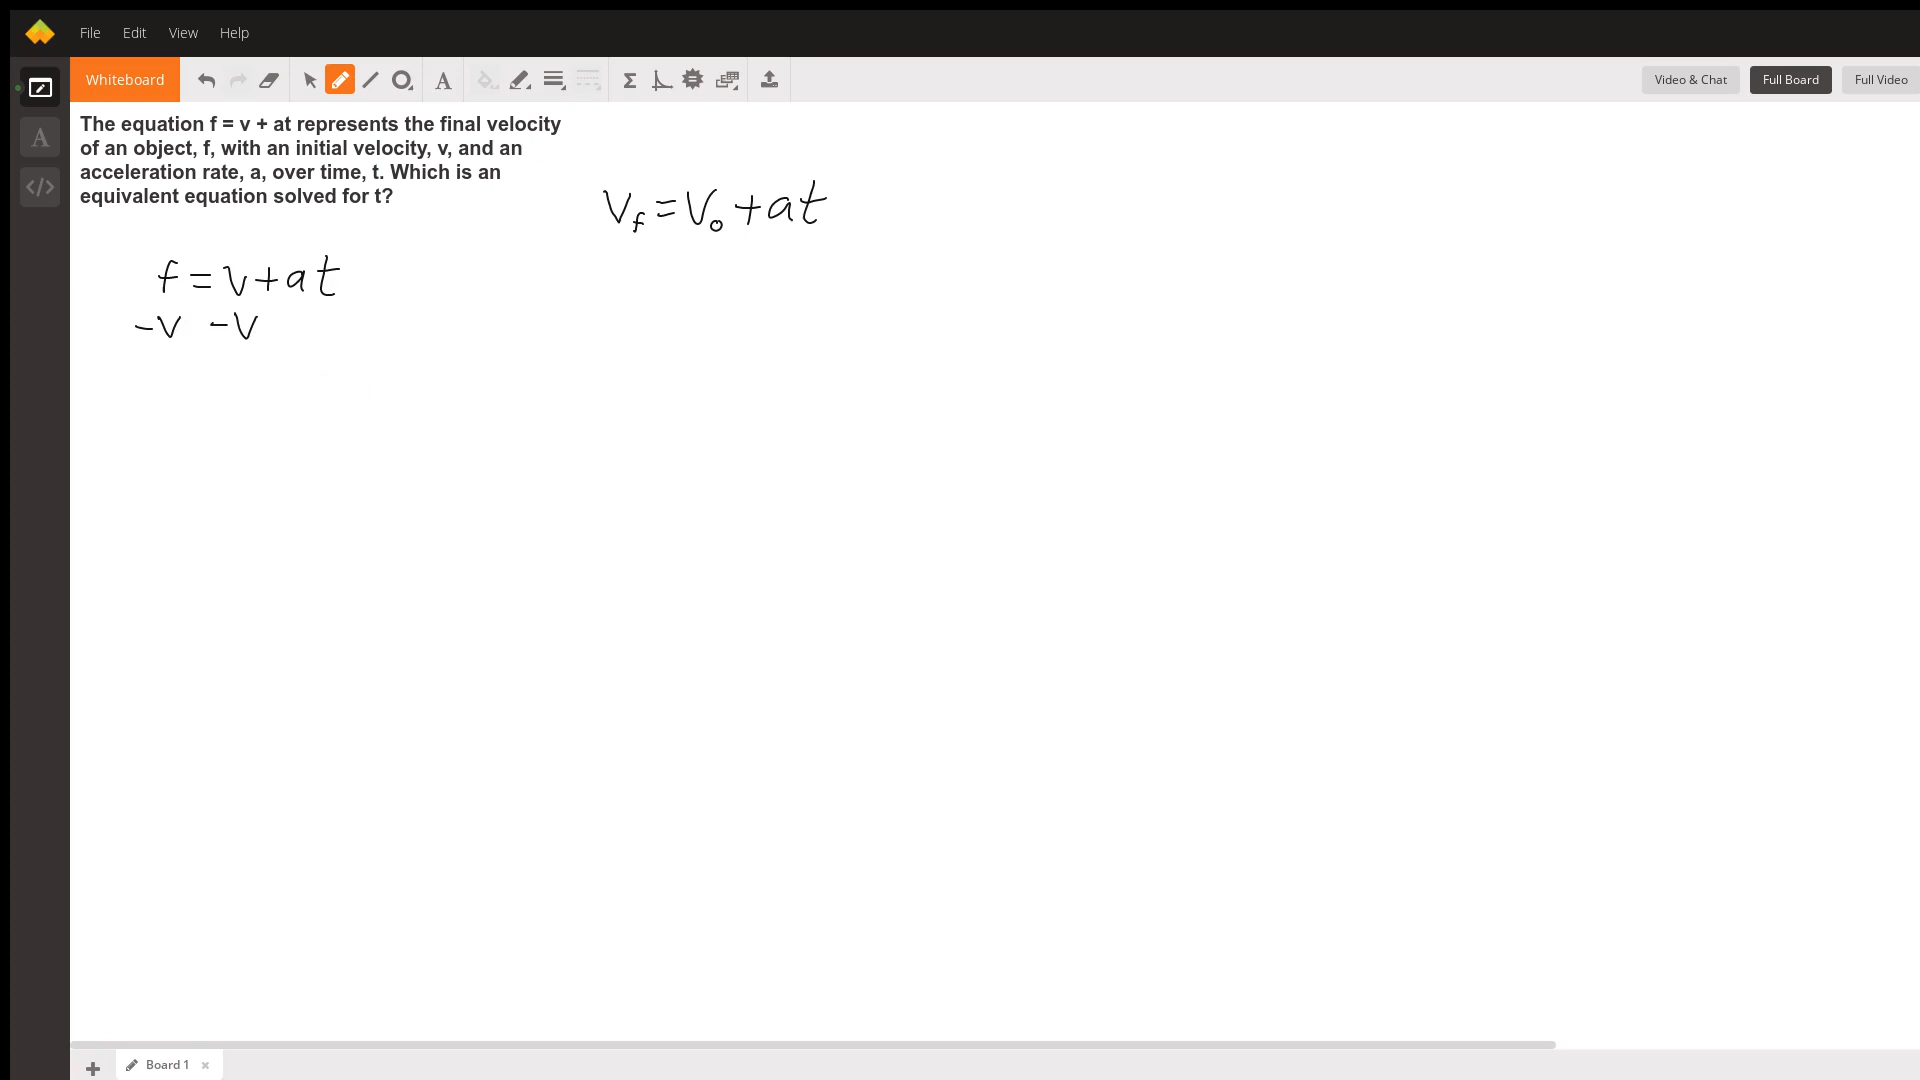 File Edit View Help
Whiteboard A Σ Video & Chat Full Board Full Video
A
</>
The equation f = v + at represents the final velocity
of an object, f, with an initial velocity, v, and an
acceleration rate, a, over time, t. Which is an
equivalent equation solved for t?
V_f = V_0 + at
f = v + at
-v -v
+ Board 1 ×